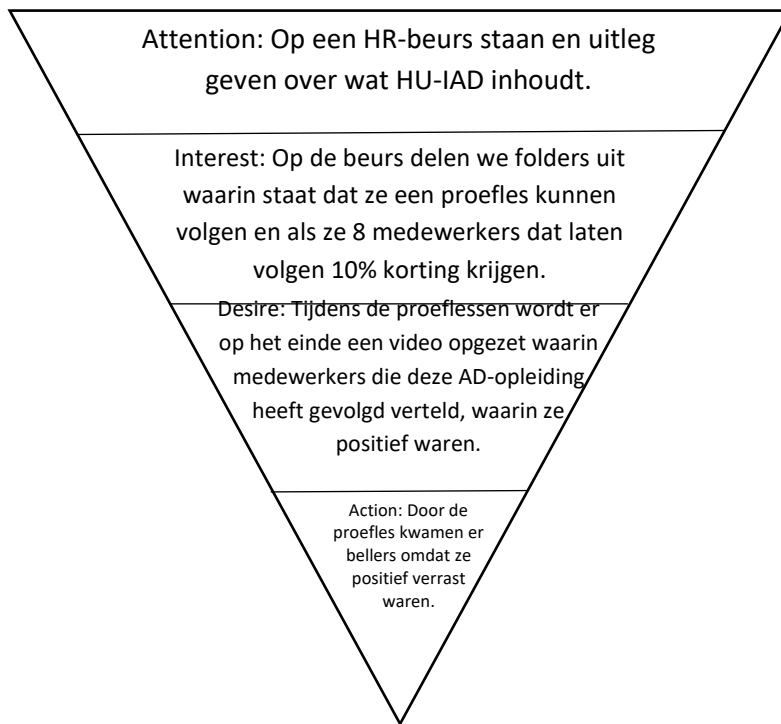 Attention: Op een HR-beurs staan en uitleg
geven over wat HU-IAD inhoudt.
Interest: Op de beurs delen we folders uit
waarin staat dat ze een proefles kunnen
volgen en als ze 8 medewerkers dat laten
volgen 10% korting krijgen.
Desire: Tijdens de proeflessen wordt er
op het einde een video opgezet waarin
medewerkers die deze AD-opleiding
heeft gevolgd verteld, waarin ze
positief waren.
Action: Door de
proefles kwamen er
bellers omdat ze
positief verrast
waren.